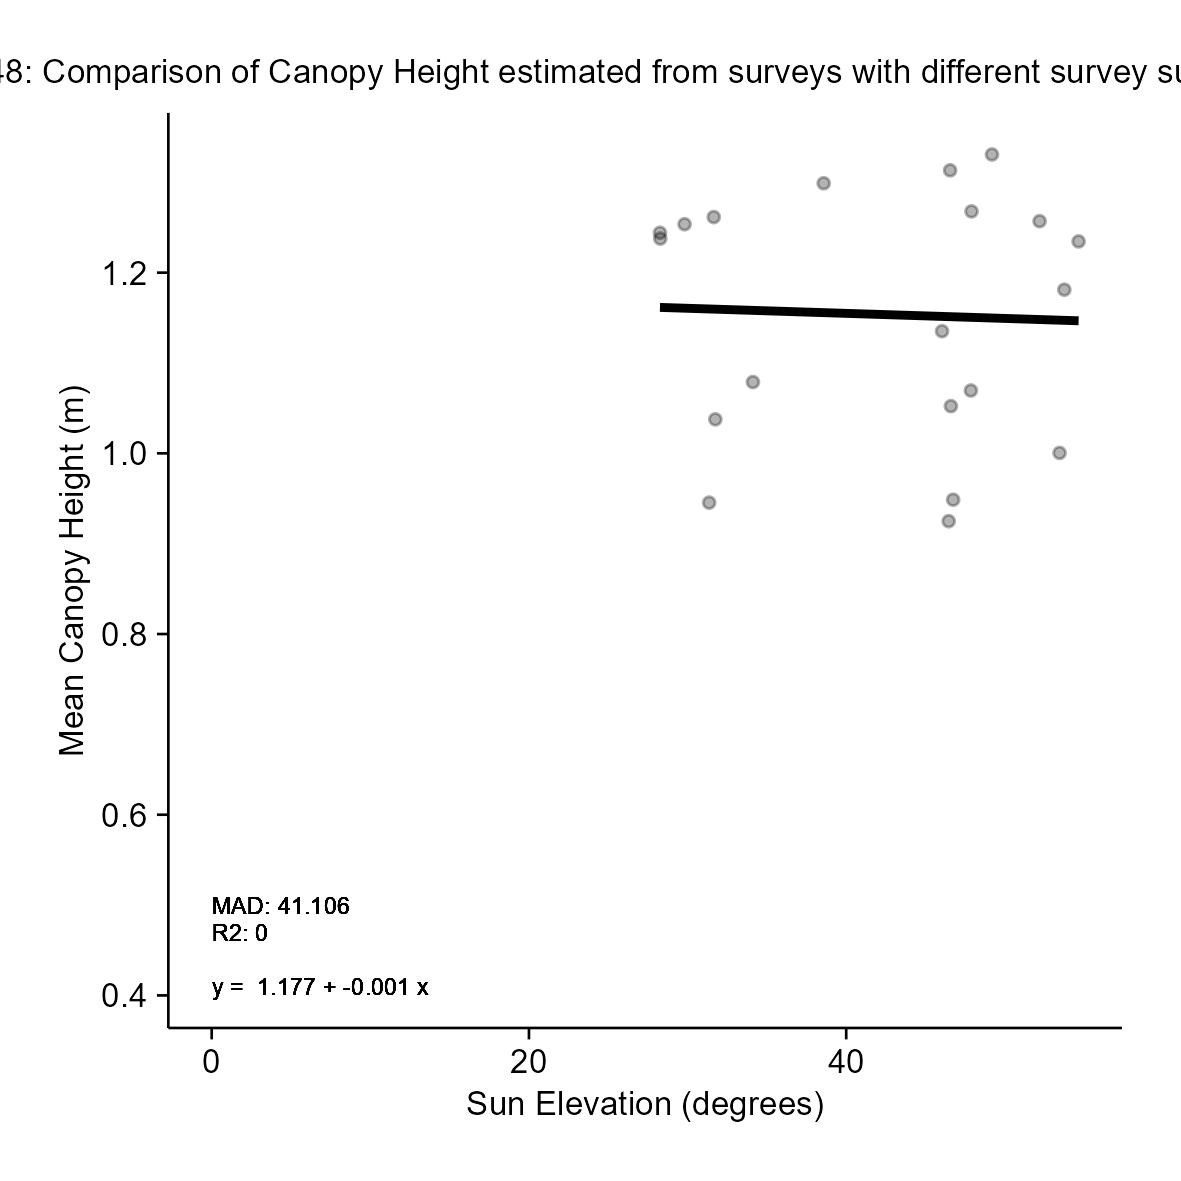 48: Comparison of Canopy Height estimated from surveys with different survey
Mean Canopy Height (m)
1.2
1.0
0.8
0.6
0.4
MAD: 41.106
R2: 0
y = 1.177 + -0.001 x
0 20 40
Sun Elevation (degrees)